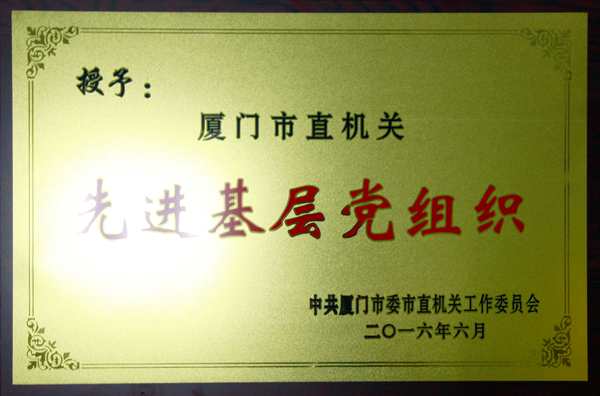 授予：
厦门市直机关
先进基层党组织
中共厦门市委市直机关工作委员会
二〇一六年六月